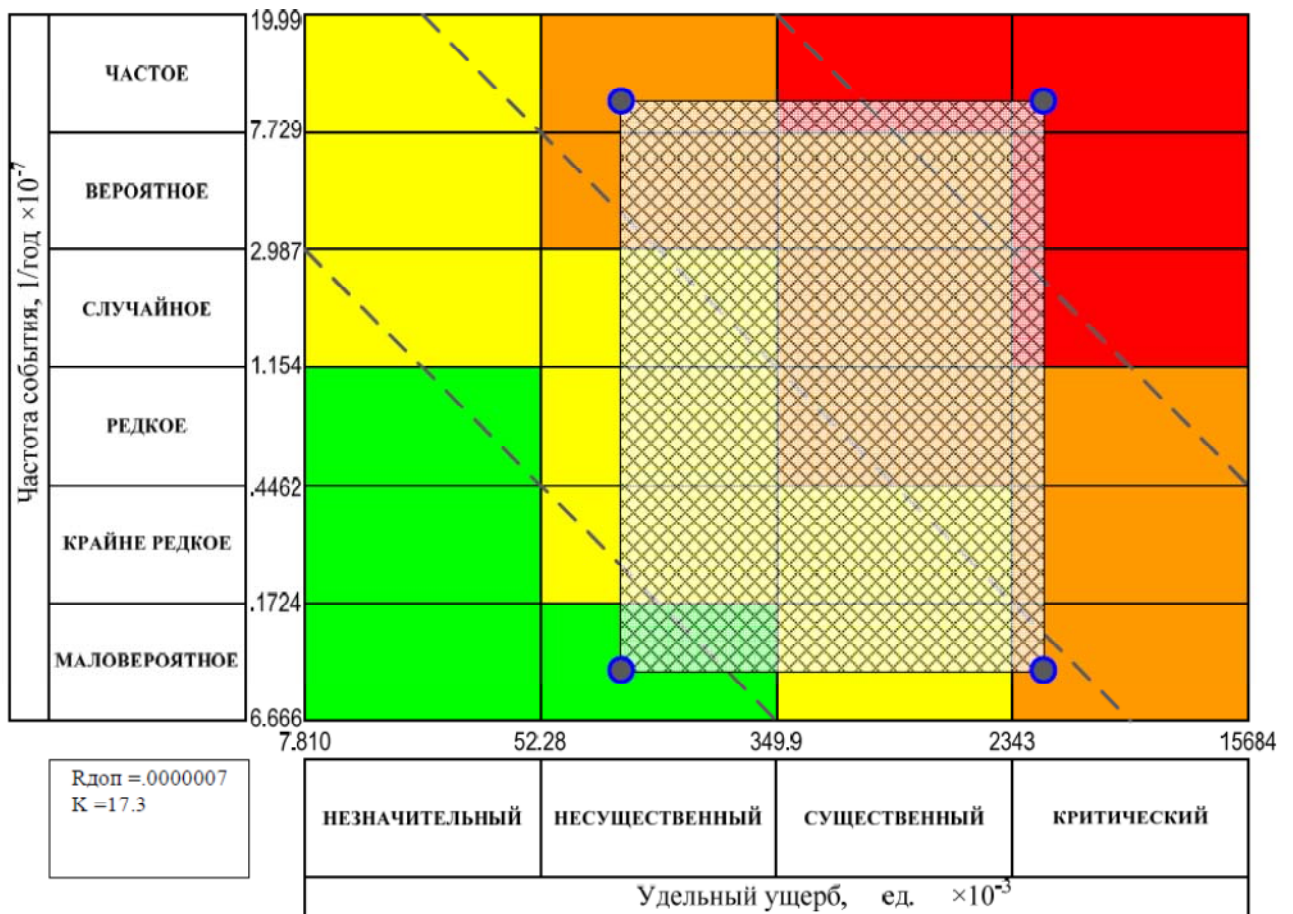 Частота события, 1/год ×10⁻⁷
19.99
ЧАСТОЕ
7.729
ВЕРОЯТНОЕ
2.987
СЛУЧАЙНОЕ
1.154
РЕДКОЕ
.4462
КРАЙНЕ РЕДКОЕ
.1724
МАЛОВЕРОЯТНОЕ
6.666
7.810 52.28 349.9 2343 15684
Rдоп =.0000007
K =17.3
НЕЗНАЧИТЕЛЬНЫЙ НЕСУЩЕСТВЕННЫЙ СУЩЕСТВЕННЫЙ КРИТИЧЕСКИЙ
Удельный ущерб, ед. ×10⁻³